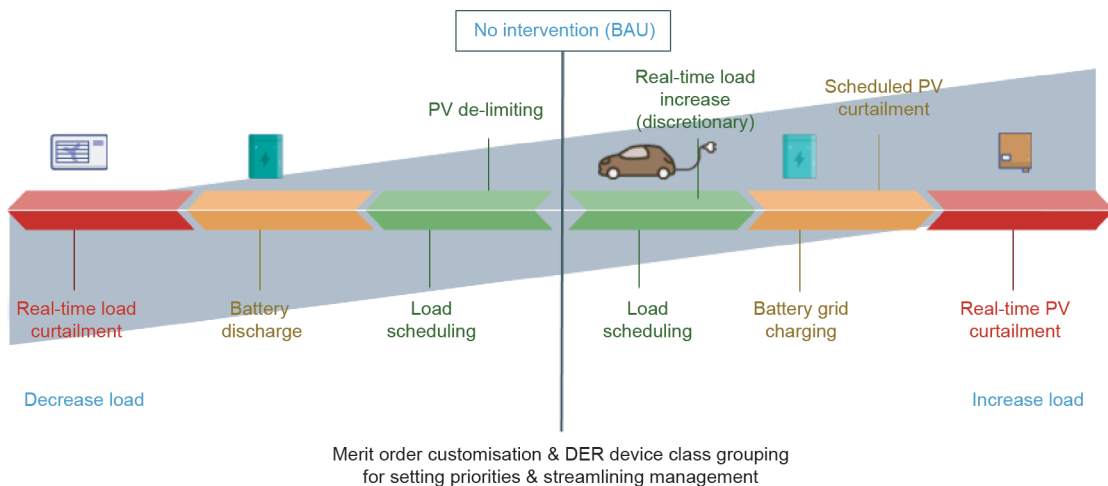 No intervention (BAU)
PV de-limiting
Real-time load
increase
(discretionary)
Scheduled PV
curtailment
Real-time load
curtailment
Battery
discharge
Load
scheduling
Load
scheduling
Battery grid
charging
Real-time PV
curtailment
Decrease load
Increase load
Merit order customisation & DER device class grouping
for setting priorities & streamlining management